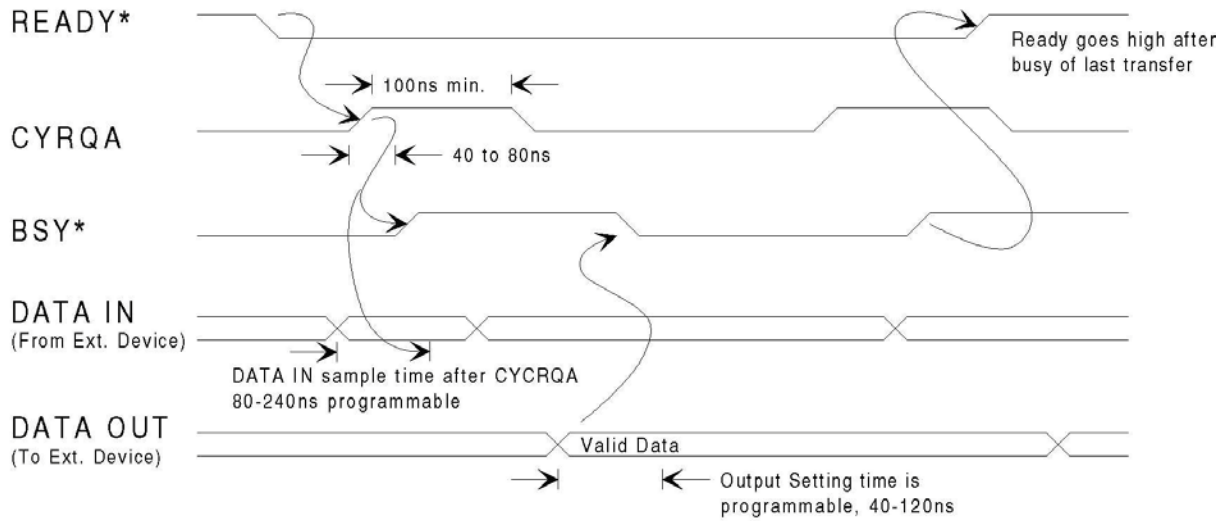 READY*
Ready goes high after
busy of last transfer
100ns min.
CYRQA
40 to 80ns
BSY*
DATA IN
(From Ext. Device)
DATA IN sample time after CYCRQA
80-240ns programmable
DATA OUT
(To Ext. Device)
Valid Data
Output Setting time is
programmable, 40-120ns